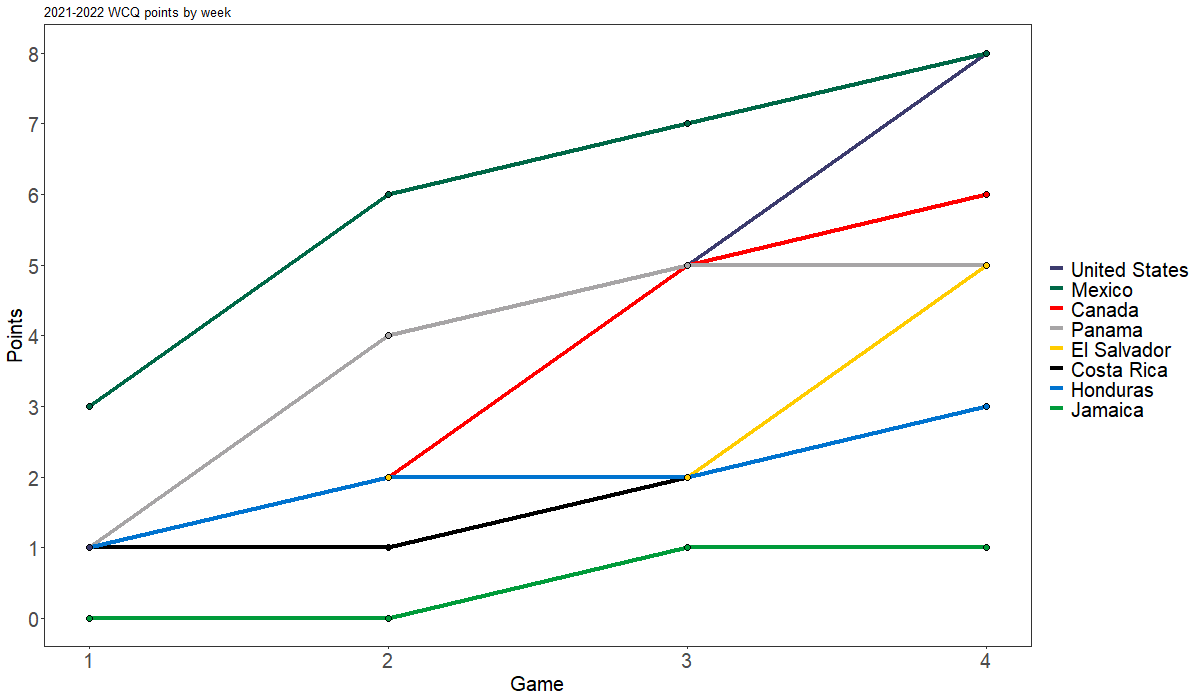 2021-2022 WCQ points by week
Points
8
7
6
5
4
3
2
1
0
1 2 3 4
Game
United States
Mexico
Canada
Panama
El Salvador
Costa Rica
Honduras
Jamaica